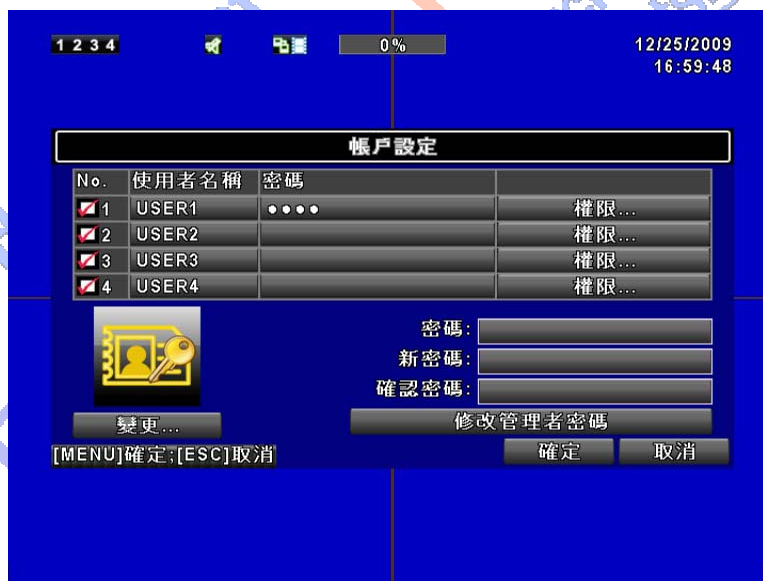 1 2 3 4 0% 12/25/2009
16:59:48
帳戶設定
No. 使用者名稱 密碼
1 USER1 ●●●● 權限...
2 USER2 權限...
3 USER3 權限...
4 USER4 權限...
密碼:
新密碼:
確認密碼:
變更... 修改管理者密碼
[MENU]確定;[ESC]取消 確定 取消